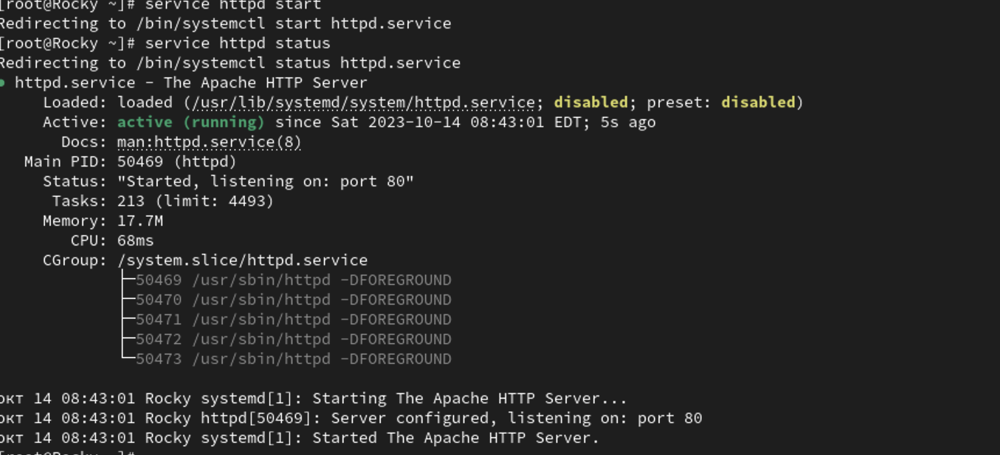 [root@Rocky ~]# service httpd start
Redirecting to /bin/systemctl start httpd.service
[root@Rocky ~]# service httpd status
Redirecting to /bin/systemctl status httpd.service
● httpd.service - The Apache HTTP Server
Loaded: loaded (/usr/lib/systemd/system/httpd.service; disabled; preset: disabled)
Active: active (running) since Sat 2023-10-14 08:43:01 EDT; 5s ago
Docs: man:httpd.service(8)
Main PID: 50469 (httpd)
Status: "Started, listening on: port 80"
Tasks: 213 (limit: 4493)
Memory: 17.7M
CPU: 68ms
CGroup: /system.slice/httpd.service
├─50469 /usr/sbin/httpd -DFOREGROUND
├─50470 /usr/sbin/httpd -DFOREGROUND
├─50471 /usr/sbin/httpd -DFOREGROUND
├─50472 /usr/sbin/httpd -DFOREGROUND
└─50473 /usr/sbin/httpd -DFOREGROUND
окт 14 08:43:01 Rocky systemd[1]: Starting The Apache HTTP Server...
окт 14 08:43:01 Rocky httpd[50469]: Server configured, listening on: port 80
окт 14 08:43:01 Rocky systemd[1]: Started The Apache HTTP Server.
[root@Rocky ~]#